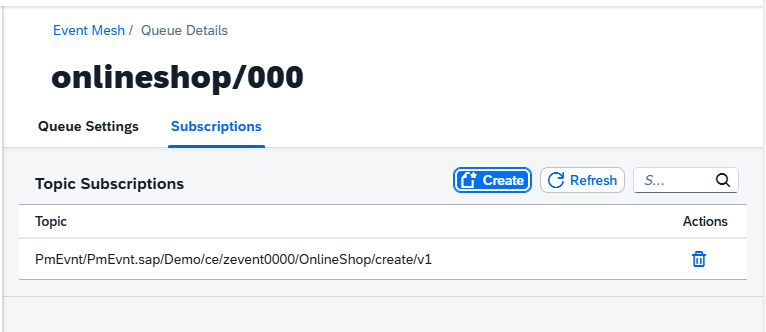 Event Mesh / Queue Details
onlineshop/000
Queue Settings Subscriptions
Topic Subscriptions Create Refresh S...
Topic Actions
PmEvnt/PmEvnt.sap/Demo/ce/zevent0000/OnlineShop/create/v1